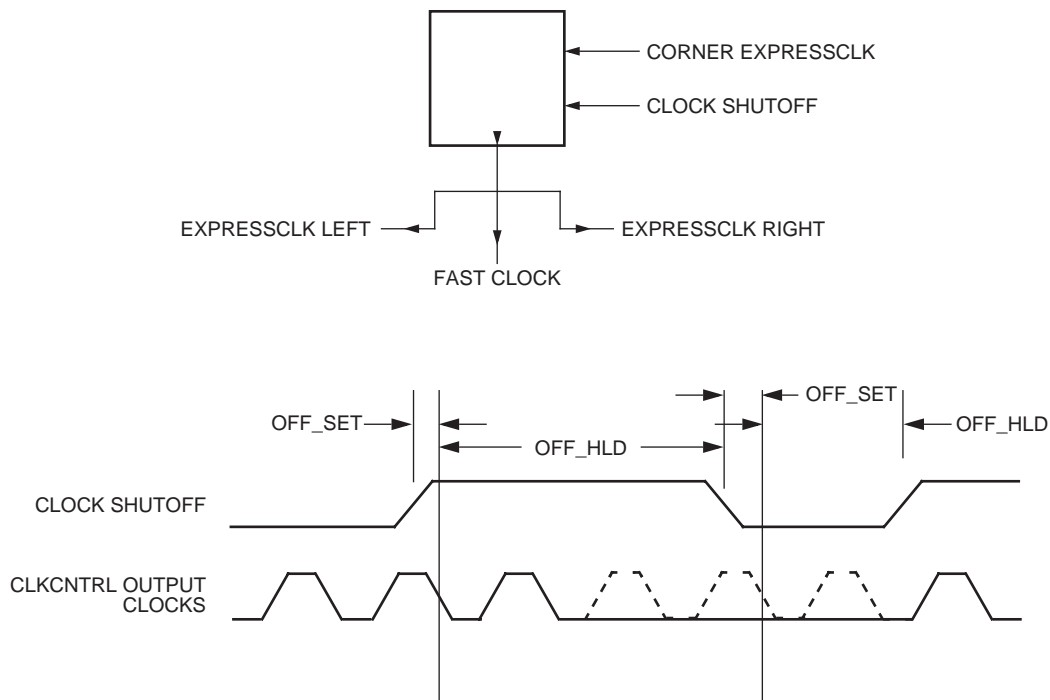 CORNER EXPRESSCLK
CLOCK SHUTOFF
EXPRESSCLK LEFT
EXPRESSCLK RIGHT
FAST CLOCK
OFF_SET
OFF_SET
OFF_HLD
OFF_HLD
CLOCK SHUTOFF
CLKCNTRL OUTPUT
CLOCKS